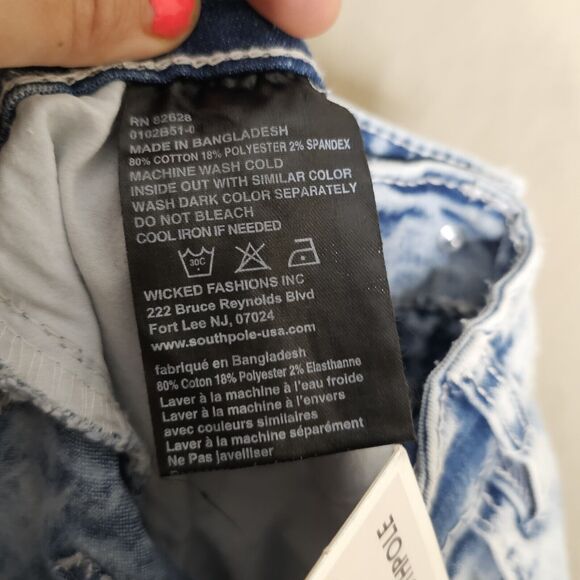 RN 82628
0102B51-0
MADE IN BANGLADESH
80% COTTON 18% POLYESTER 2% SPANDEX
MACHINE WASH COLD
INSIDE OUT WITH SIMILAR COLOR
WASH DARK COLOR SEPARATELY
DO NOT BLEACH
COOL IRON IF NEEDED
30C
WICKED FASHIONS INC
222 Bruce Reynolds Blvd
Fort Lee NJ, 07024
www.southpole-usa.com
fabriqué en Bangladesh
80% Coton 18% Polyester 2% Elasthanne
Laver à la machine à l'eau froide
Laver à la machine à l'envers
avec couleurs similaires
Laver à la machine séparément
Ne Pas javelliser
THPOLE